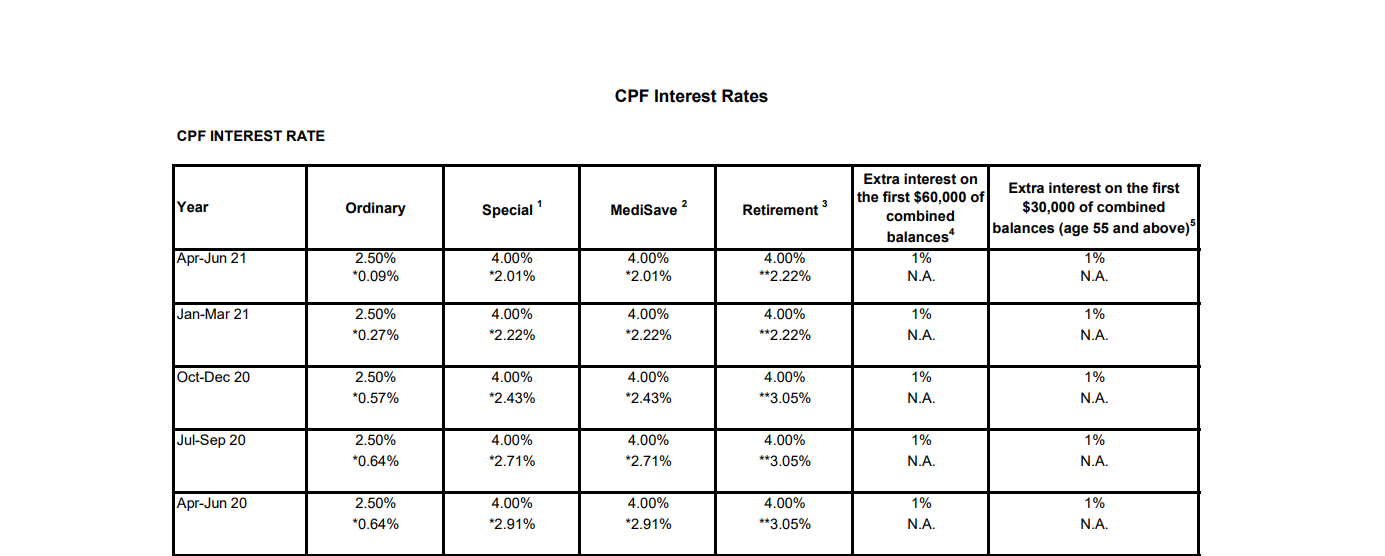 CPF Interest Rates
CPF INTEREST RATE
Year Ordinary Special 1 MediSave 2 Retirement 3 Extra interest on the first $60,000 of combined balances4 Extra interest on the first $30,000 of combined balances (age 55 and above)5
Apr-Jun 21 2.50% 4.00% 4.00% 4.00% 1% 1%
*0.09% *2.01% *2.01% **2.22% N.A. N.A.
Jan-Mar 21 2.50% 4.00% 4.00% 4.00% 1% 1%
*0.27% *2.22% *2.22% **2.22% N.A. N.A.
Oct-Dec 20 2.50% 4.00% 4.00% 4.00% 1% 1%
*0.57% *2.43% *2.43% **3.05% N.A. N.A.
Jul-Sep 20 2.50% 4.00% 4.00% 4.00% 1% 1%
*0.64% *2.71% *2.71% **3.05% N.A. N.A.
Apr-Jun 20 2.50% 4.00% 4.00% 4.00% 1% 1%
*0.64% *2.91% *2.91% **3.05% N.A. N.A.